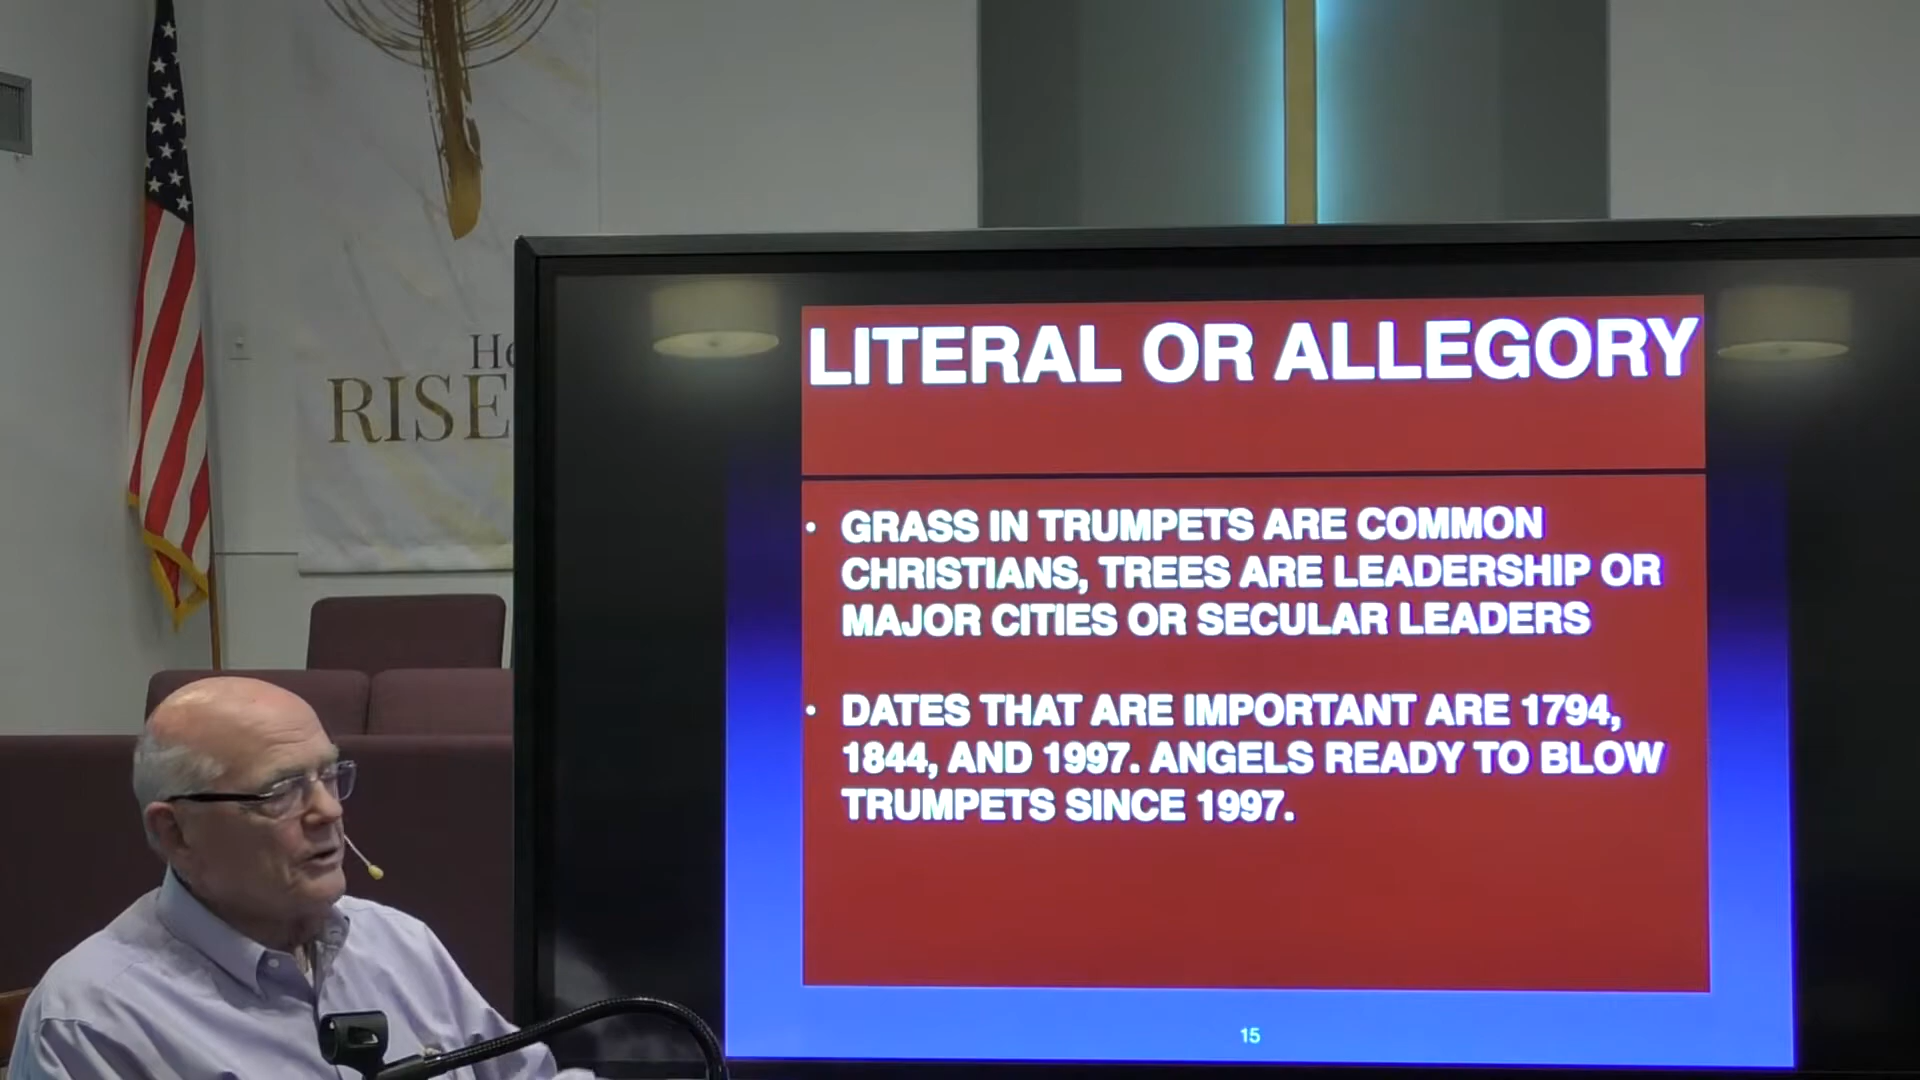 He
RISE
LITERAL OR ALLEGORY
• GRASS IN TRUMPETS ARE COMMON
CHRISTIANS, TREES ARE LEADERSHIP OR
MAJOR CITIES OR SECULAR LEADERS
• DATES THAT ARE IMPORTANT ARE 1794,
1844, AND 1997. ANGELS READY TO BLOW
TRUMPETS SINCE 1997.
15